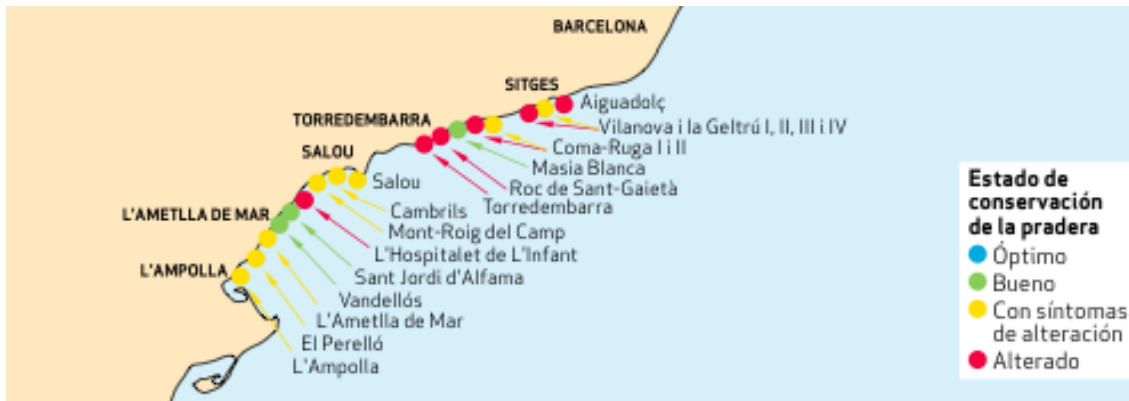 BARCELONA
SITGES
Aiguadolç
TORREDEMBARRA
Vilanova i la Geltrú I, II, III i IV
Coma-Ruga I i II
SALOU
Masia Blanca
Salou
Roc de Sant-Gaietà
Torredembarra
L'AMETLLA DE MAR
Cambrils
Mont-Roig del Camp
L'Hospitalet de L'Infant
L'AMPOLLA
Sant Jordi d'Alfama
Vandellós
L'Ametlla de Mar
El Perelló
L'Ampolla
Estado de
conservación
de la pradera
Óptimo
Bueno
Con síntomas
de alteración
Alterado